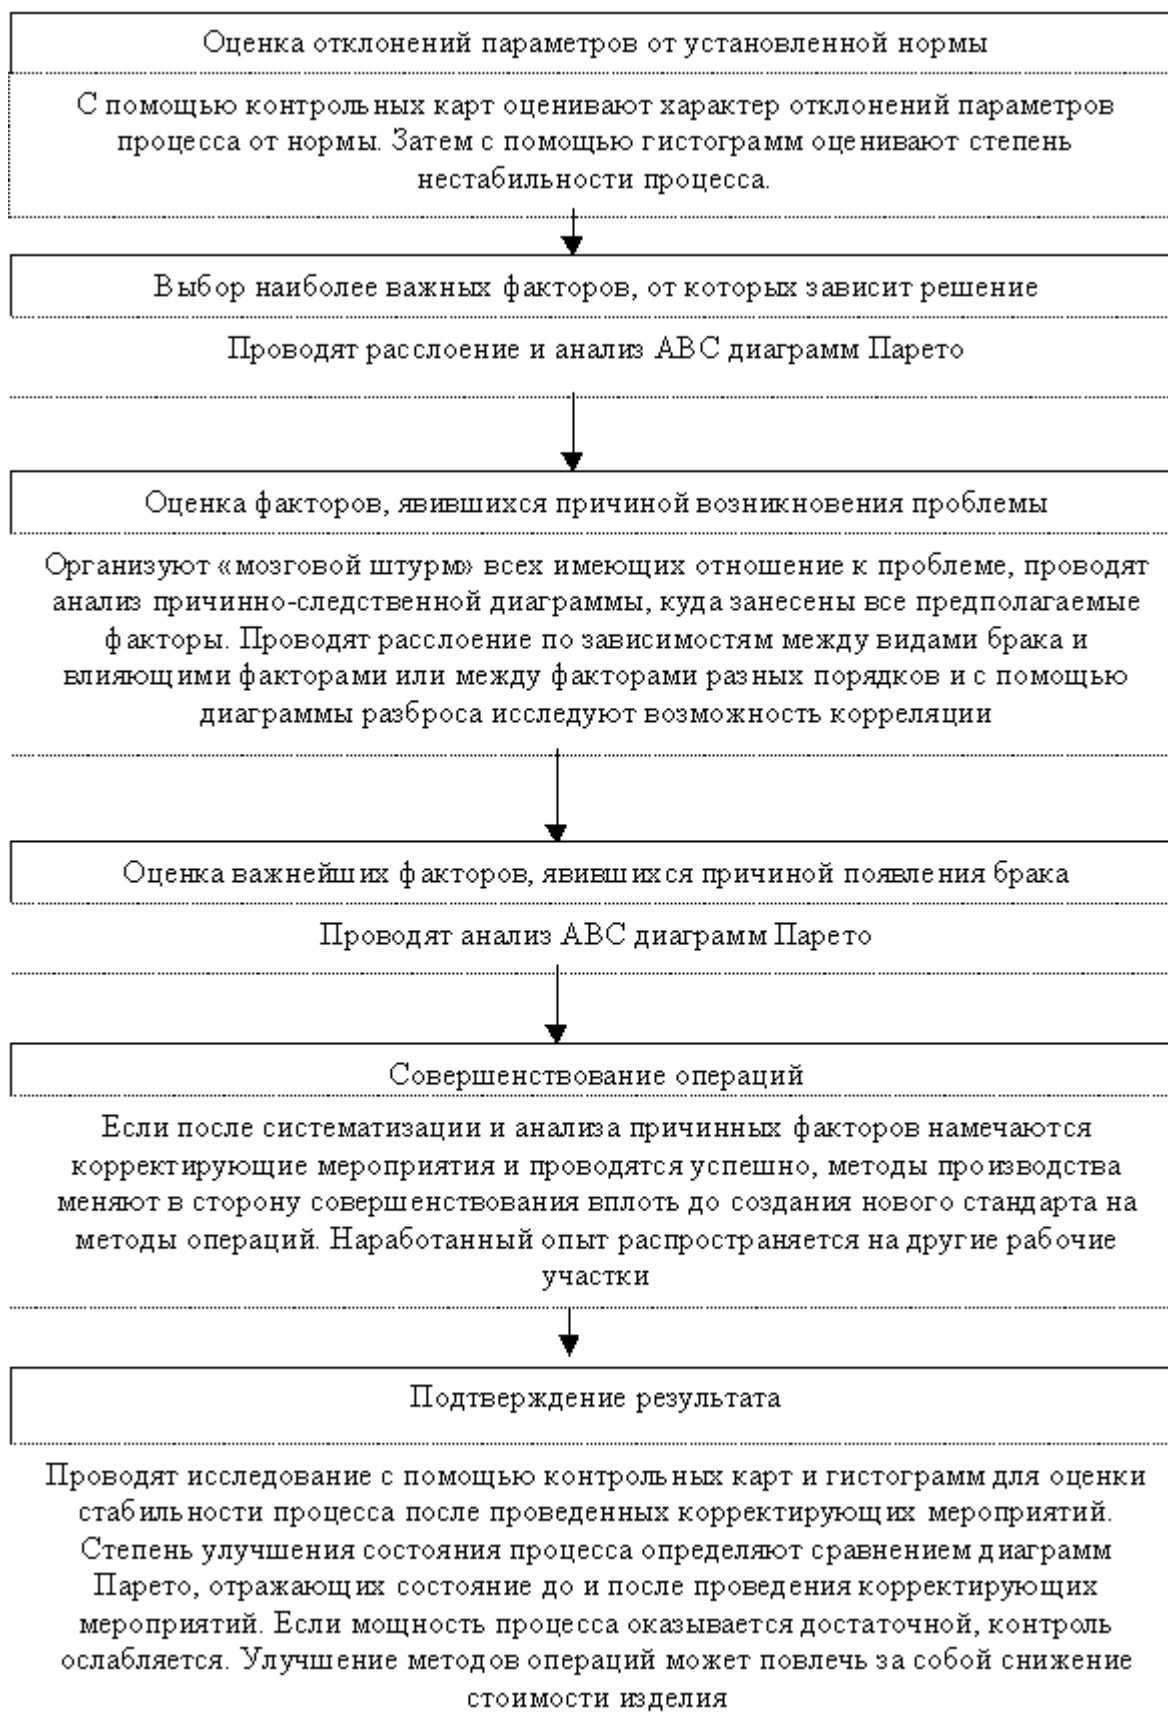 Оценка отклонений параметров от установленной нормы
С помощью контрольных карт оценивают характер отклонений параметров
процесса от нормы. Затем с помощью гистограмм оценивают степень
нестабильности процесса.
Выбор наиболее важных факторов, от которых зависит решение
Проводят расслоение и анализ АВС диаграмм Парето
Оценка факторов, явившихся причиной возникновения проблемы
Организуют «мозговой штурм» всех имеющих отношение к проблеме, проводят
анализ причинно-следственной диаграммы, куда занесены все предполагаемые
факторы. Проводят расслоение по зависимостям между видами брака и
влияющими факторами или между факторами разных порядков и с помощью
диаграммы разброса исследуют возможность корреляции
Оценка важнейших факторов, явившихся причиной появления брака
Проводят анализ АВС диаграмм Парето
Совершенствование операций
Если после систематизации и анализа причинных факторов намечаются
корректирующие мероприятия и проводятся успешно, методы производства
меняют в сторону совершенствования вплоть до создания нового стандарта на
методы операций. Наработанный опыт распространяется на другие рабочие
участки
Подтверждение результата
Проводят исследование с помощью контрольных карт и гистограмм для оценки
стабильности процесса после проведенных корректирующих мероприятий.
Степень улучшения состояния процесса определяют сравнением диаграмм
Парето, отражающих состояние до и после проведения корректирующих
мероприятий. Если мощность процесса оказывается достаточной, контроль
ослабляется. Улучшение методов операций может повлечь за собой снижение
стоимости изделия